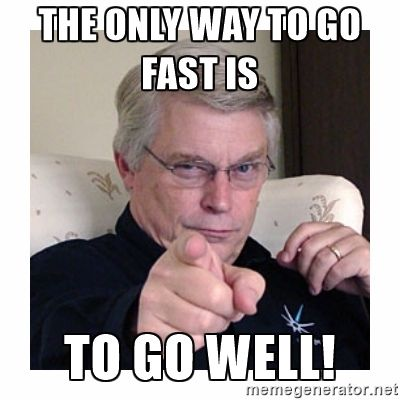 THE ONLY WAY TO GO
FAST IS
TO GO WELL!
memegenerator.net